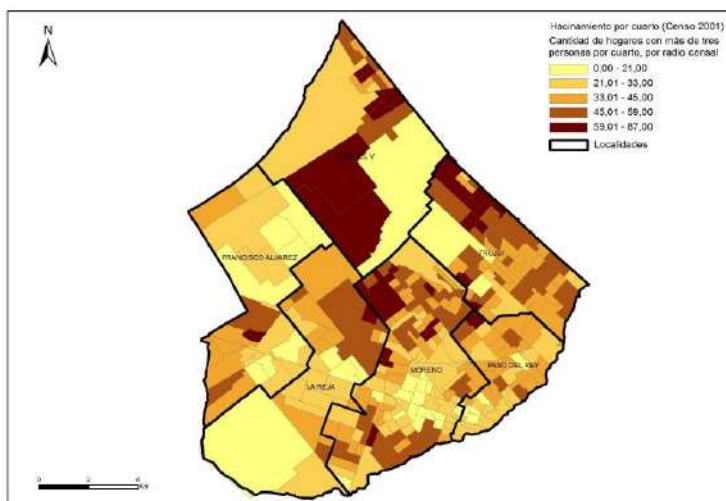 N
Hacinamiento por cuarto (Censo 2001)
Cantidad de hogares con más de tres
personas por cuarto, por radio censal
0,00 - 21,00
21,01 - 33,00
33,01 - 45,00
45,01 - 59,00
59,01 - 87,00
Localidades
FRANCISCO ALVAREZ
TRUJUI
MORENO
PASO DEL REY
LA REJA
0
Km